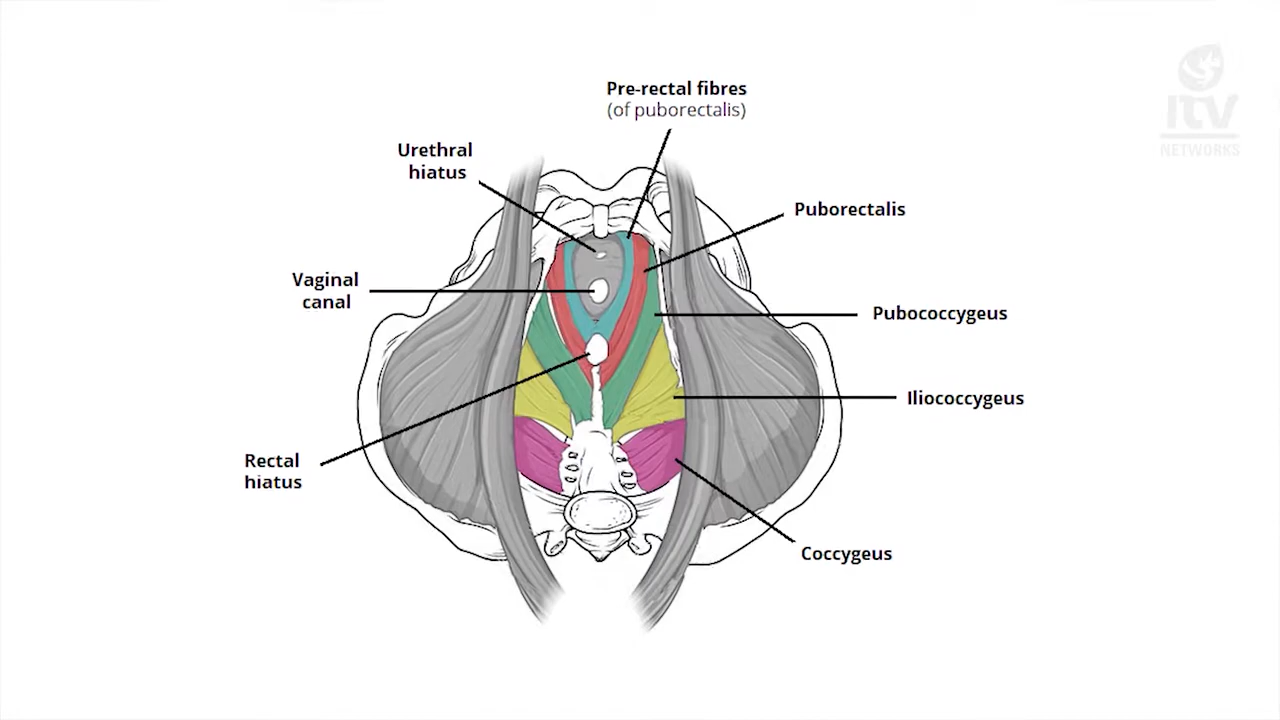 ITV
NETWORKS
Pre-rectal fibres
(of puborectalis)
Urethral
hiatus
Puborectalis
Vaginal
canal
Pubococcygeus
Iliococcygeus
Rectal
hiatus
Coccygeus